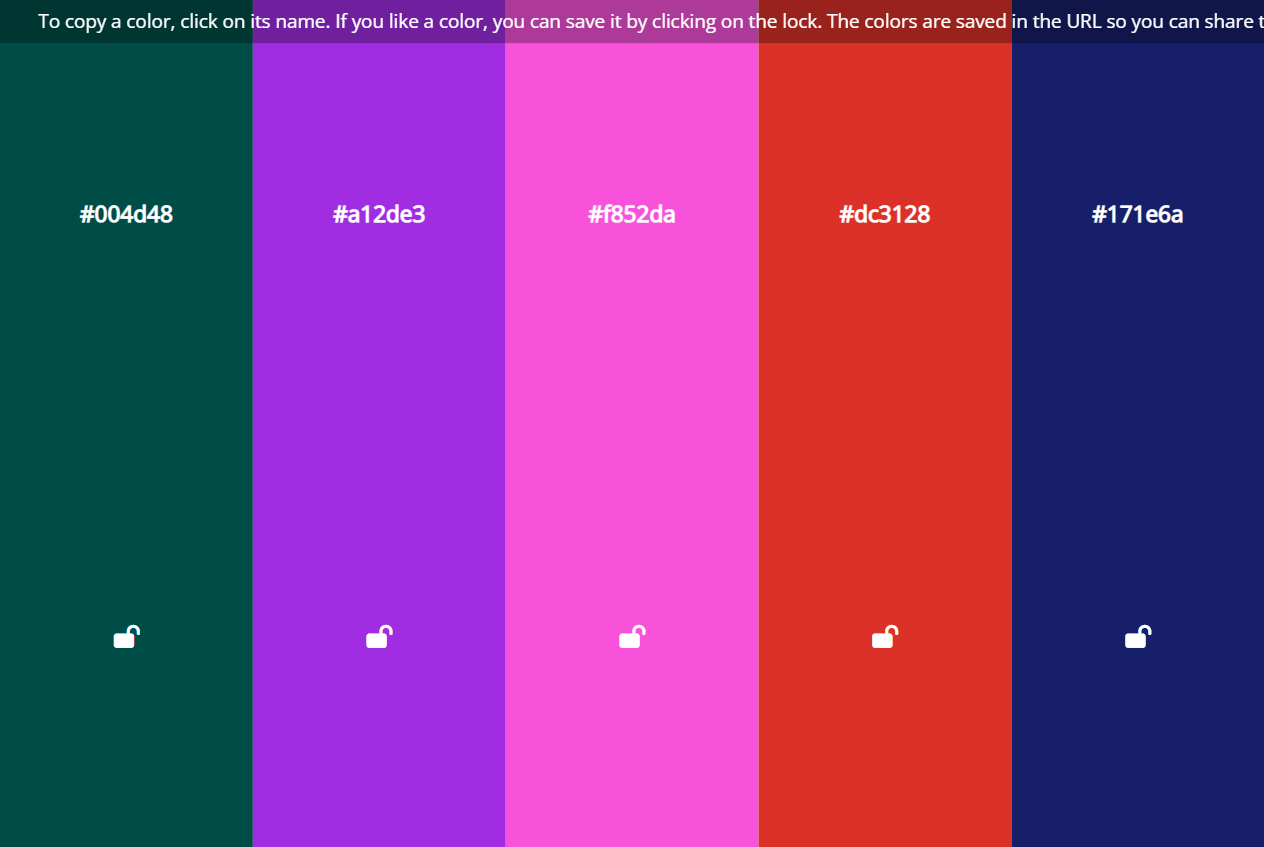 To copy a color, click on its name. If you like a color, you can save it by clicking on the lock. The colors are saved in the URL so you can share
#004d48
#a12de3
#f852da
#dc3128
#171e6a